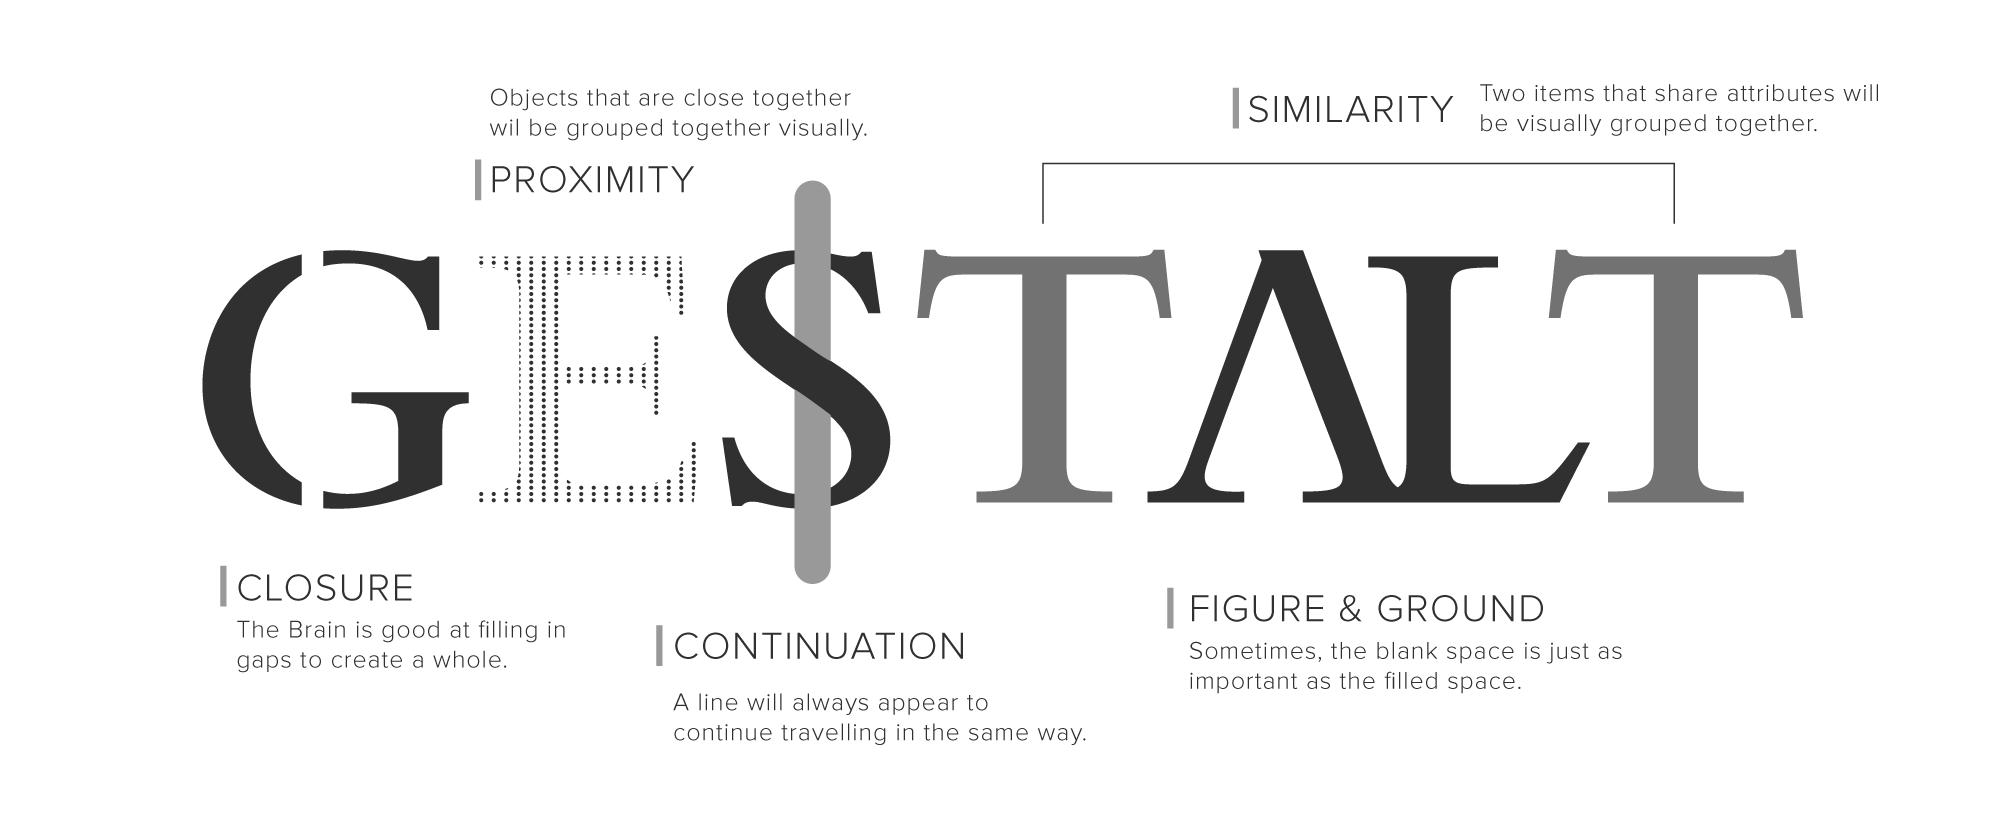 Objects that are close together
wil be grouped together visually.
PROXIMITY
SIMILARITY
Two items that share attributes will
be visually grouped together.
GESTALT
CLOSURE
The Brain is good at filling in
gaps to create a whole.
CONTINUATION
A line will always appear to
continue travelling in the same way.
FIGURE & GROUND
Sometimes, the blank space is just as
important as the filled space.